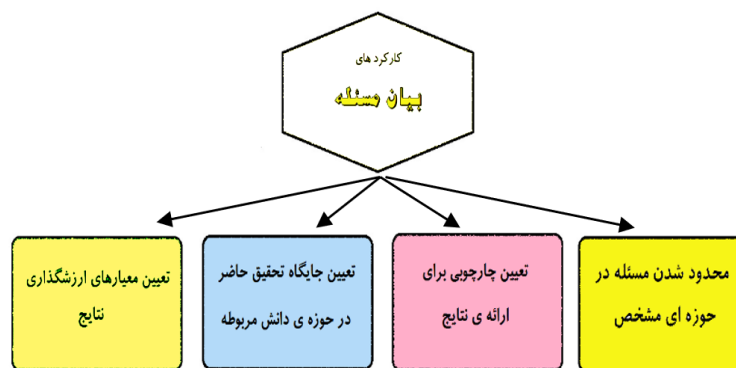 کارکرد های
بیان مسئله
محدود شدن مسئله در
حوزه ای مشخص
تعیین چارچوبی برای
ارائه ی نتایج
تعیین جایگاه تحقیق حاضر
در حوزه ی دانش مربوطه
تعیین معیارهای ارزشگذاری
نتایج